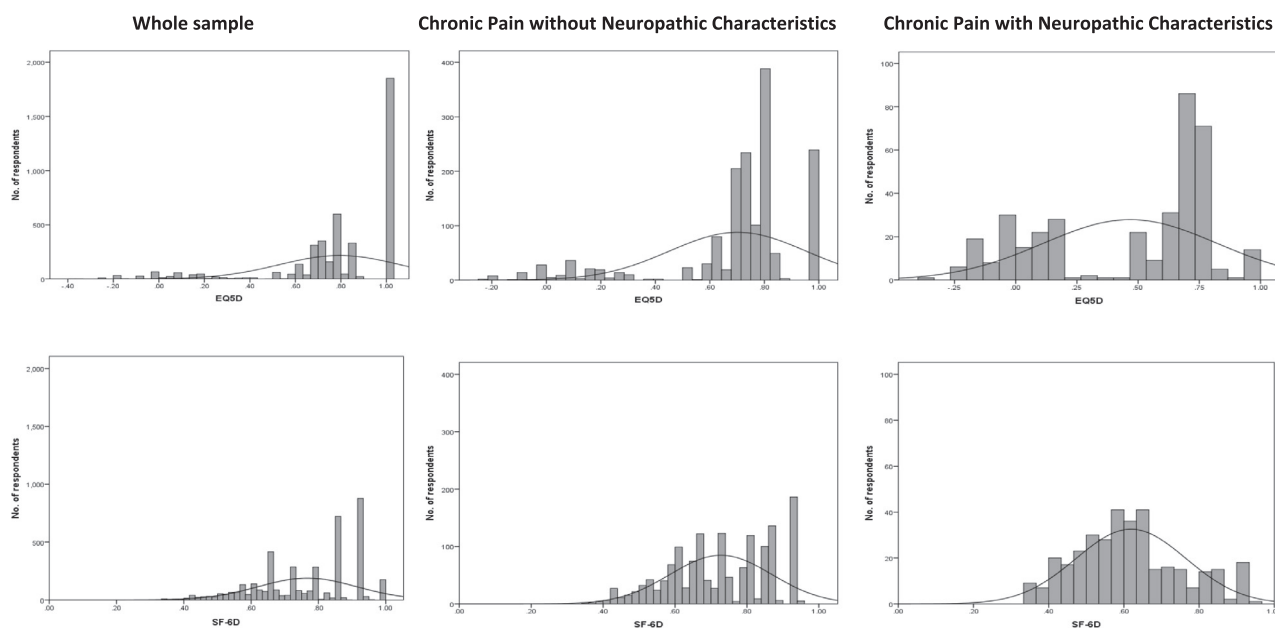 Whole sample
Chronic Pain without Neuropathic Characteristics
Chronic Pain with Neuropathic Characteristics
No. of respondents
2,000
1,500
1,000
500
0
-.40 -.20 .00 .20 .40 .60 .80 1.00
EQ5D
No. of respondents
400
300
200
100
0
-.20 .00 .20 .40 .60 .80 1.00
EQ5D
No. of respondents
100
80
60
40
20
0
-.25 .00 .25 .50 .75 1.00
EQ5D
No. of respondents
2,000
1,500
1,000
500
0
.00 .20 .40 .60 .80 1.00
SF-6D
No. of respondents
400
300
200
100
0
.00 .20 .40 .60 .80 1.00
SF-6D
No. of respondents
100
80
60
40
20
0
.00 .20 .40 .60 .80
SF-6D